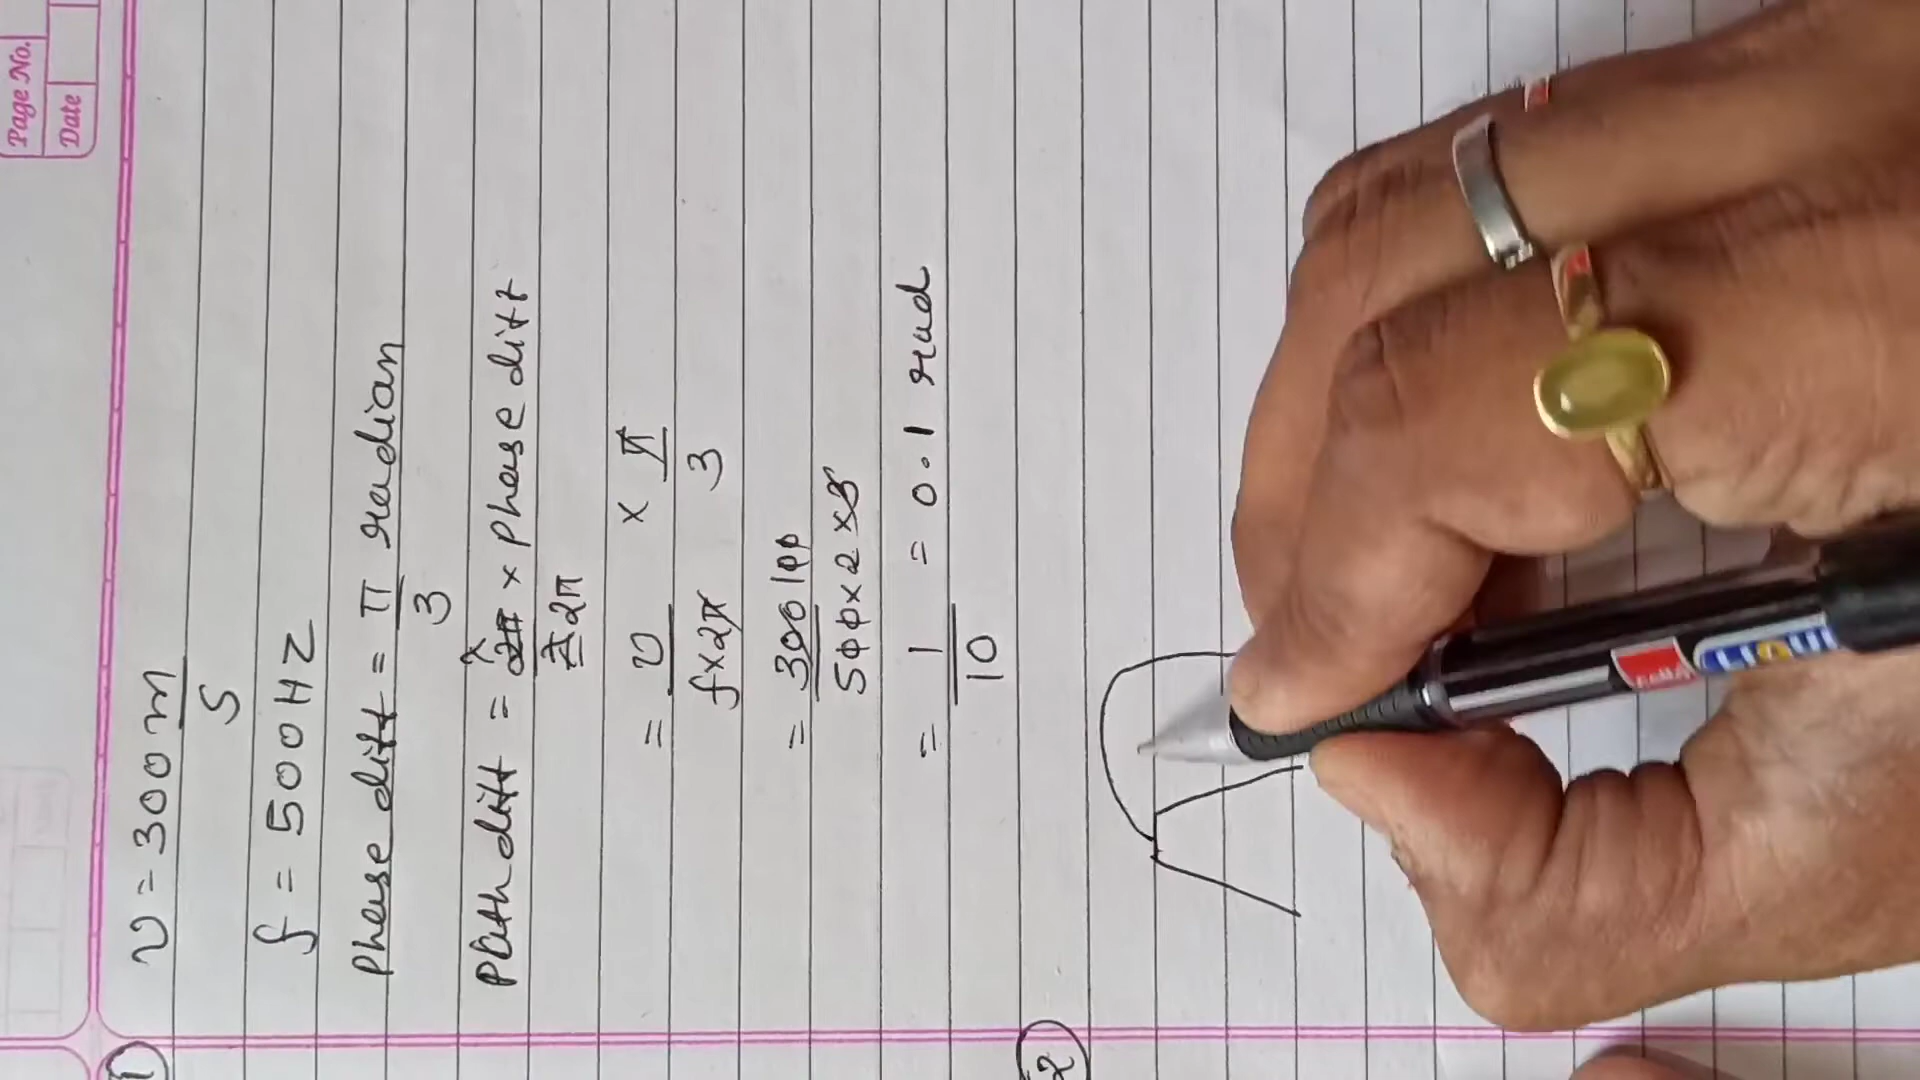 Page No.
Date
1
v = 300 m/s
f = 500 HZ
Phase diff = π/3 radian
Path diff = λ/2π × phase diff
= v/f×2π × π/3
= 300 1/500×2×3
= 1/10 = 0.1 rad
2